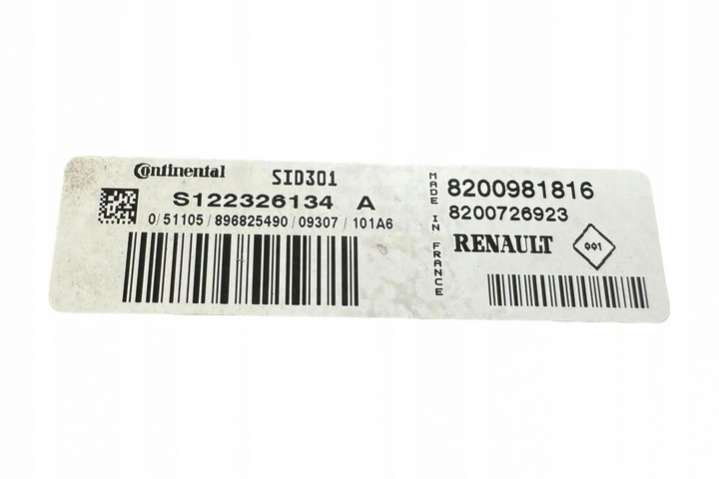 Continental SID301
S122326134 A
0/51105/896825490/09307/101A6
MADE IN FRANCE
8200981816
8200726923
RENAULT 001